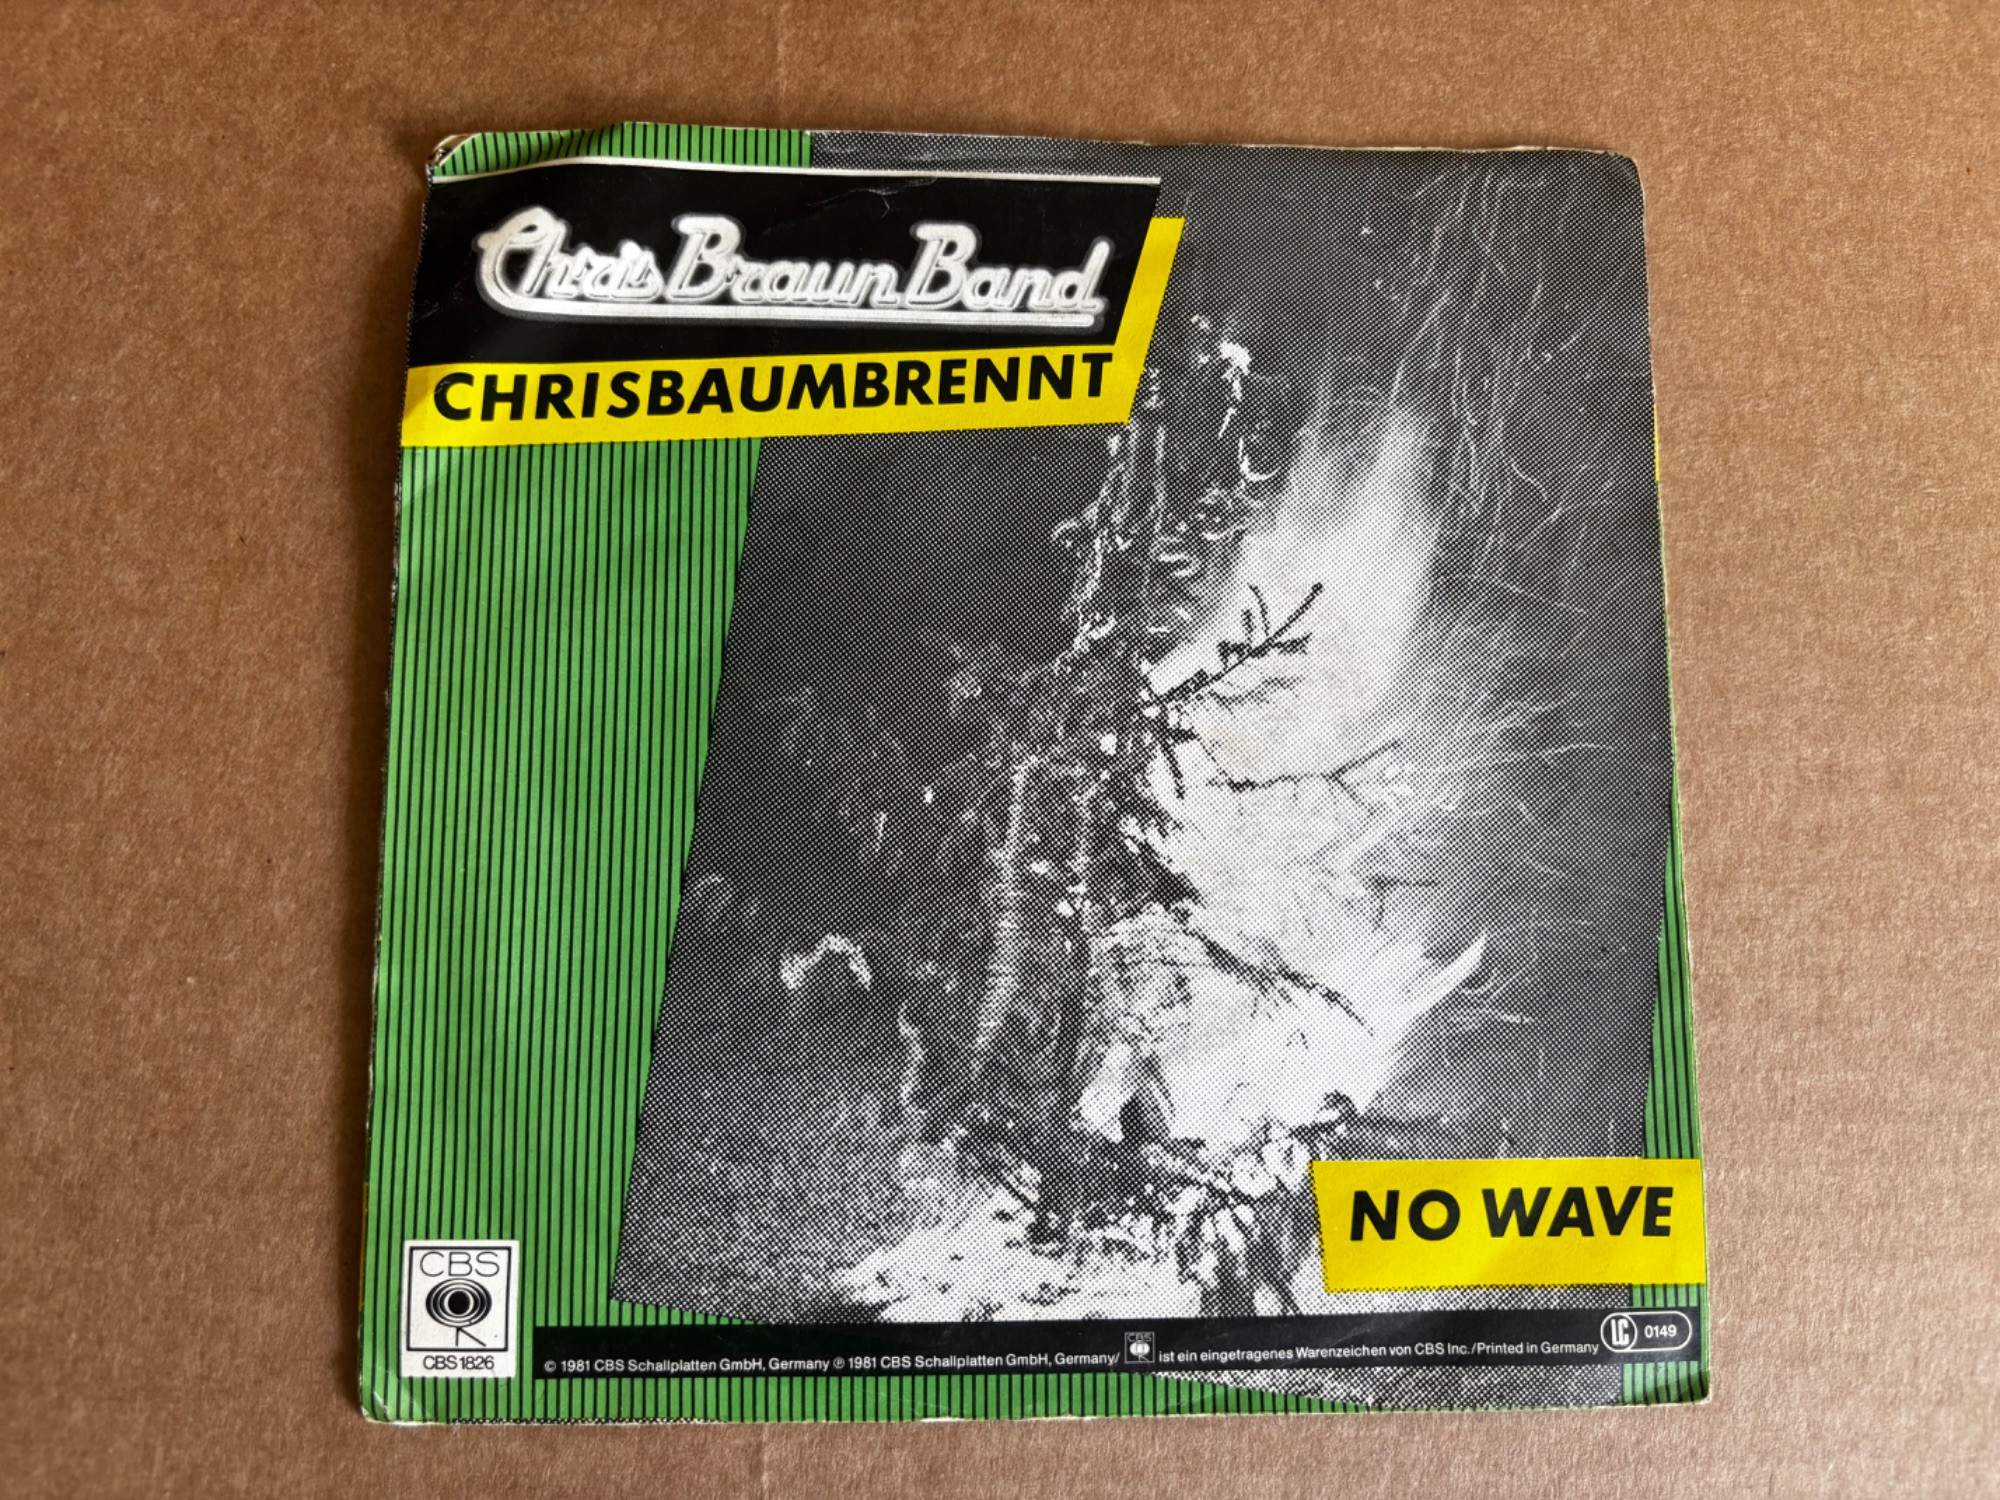 Chris Braun Band
CHRISBAUMBRENNT
NO WAVE
CBS
CBS 1826
© 1981 CBS Schallplatten GmbH, Germany ℗ 1981 CBS Schallplatten GmbH, Germany/ CBS ist ein eingetragenes Warenzeichen von CBS Inc./Printed in Germany
LC 0149